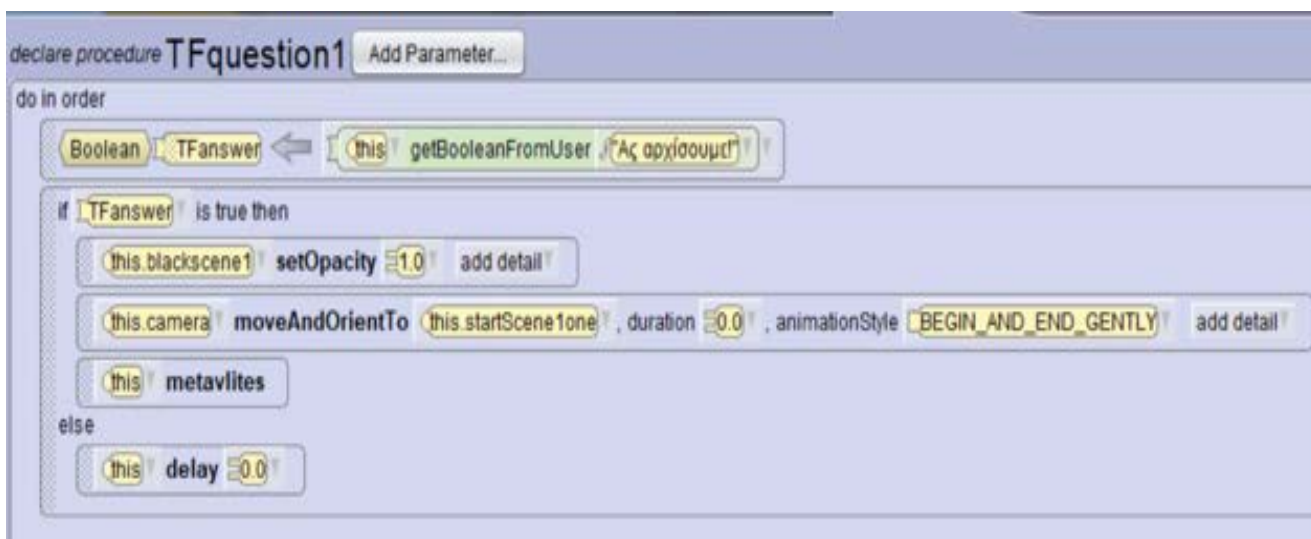 declare procedure TFquestion1 Add Parameter...
do in order
Boolean TFanswer this getBooleanFromUser "Ας αρχίσουμε!"
if TFanswer is true then
this.blackscene1 setOpacity 1.0 add detail
this.camera moveAndOrientTo this.startScene1one , duration 0.0 , animationStyle BEGIN_AND_END_GENTLY add detail
this metavlites
else
this delay 0.0